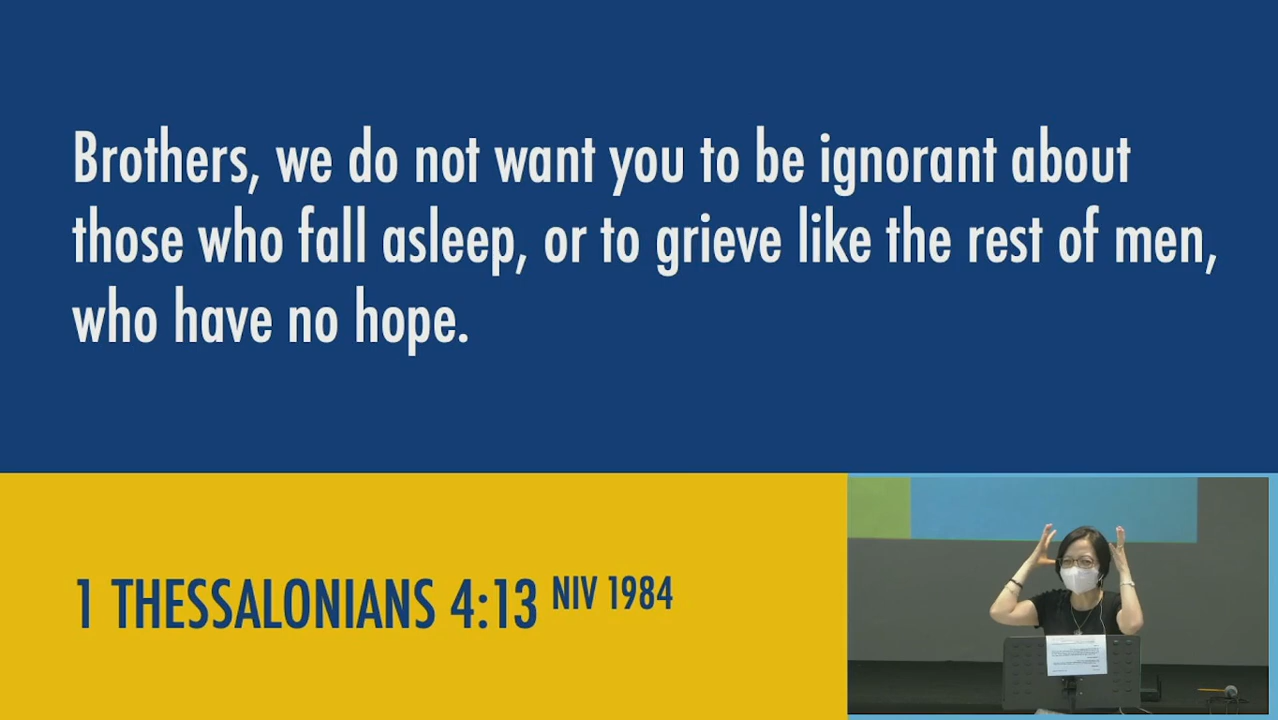 Brothers, we do not want you to be ignorant about
those who fall asleep, or to grieve like the rest of men,
who have no hope.
1 THESSALONIANS 4:13 NIV 1984